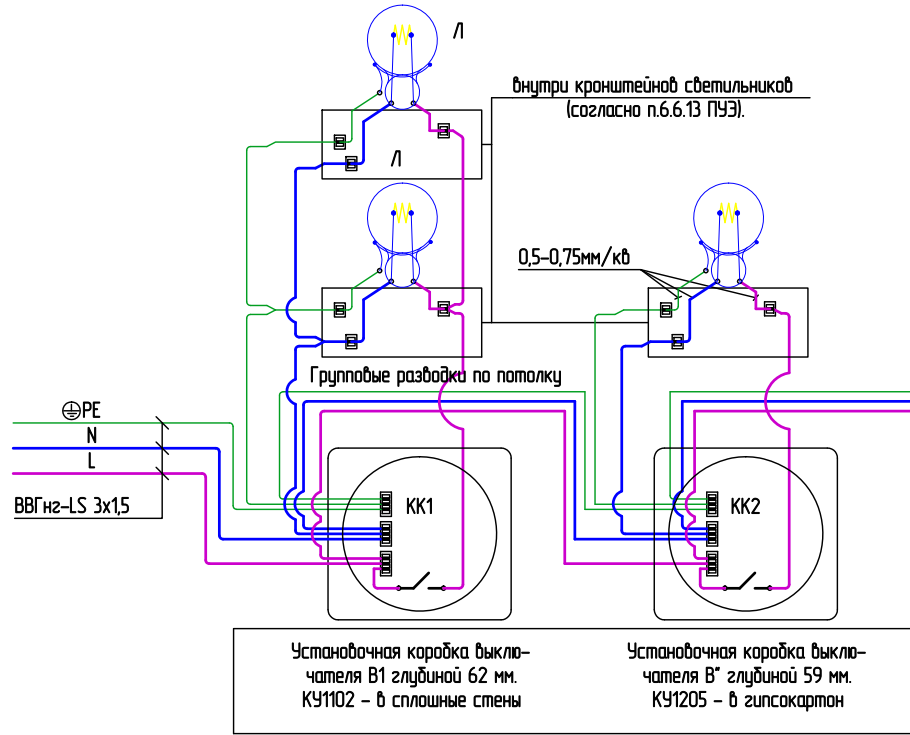 Л
внутри кронштейнов светильников
(согласно п.6.6.13 ПУЭ).
Л
0,5-0,75мм/кв
Групповые разводки по потолку
PE
N
L
ВВГнг-LS 3х1,5
КК1
КК2
Установочная коробка выклю-
чателя В1 глубиной 62 мм.
КУ1102 - в сплошные стены
Установочная коробка выклю-
чателя В" глубиной 59 мм.
КУ1205 - в гипсокартон